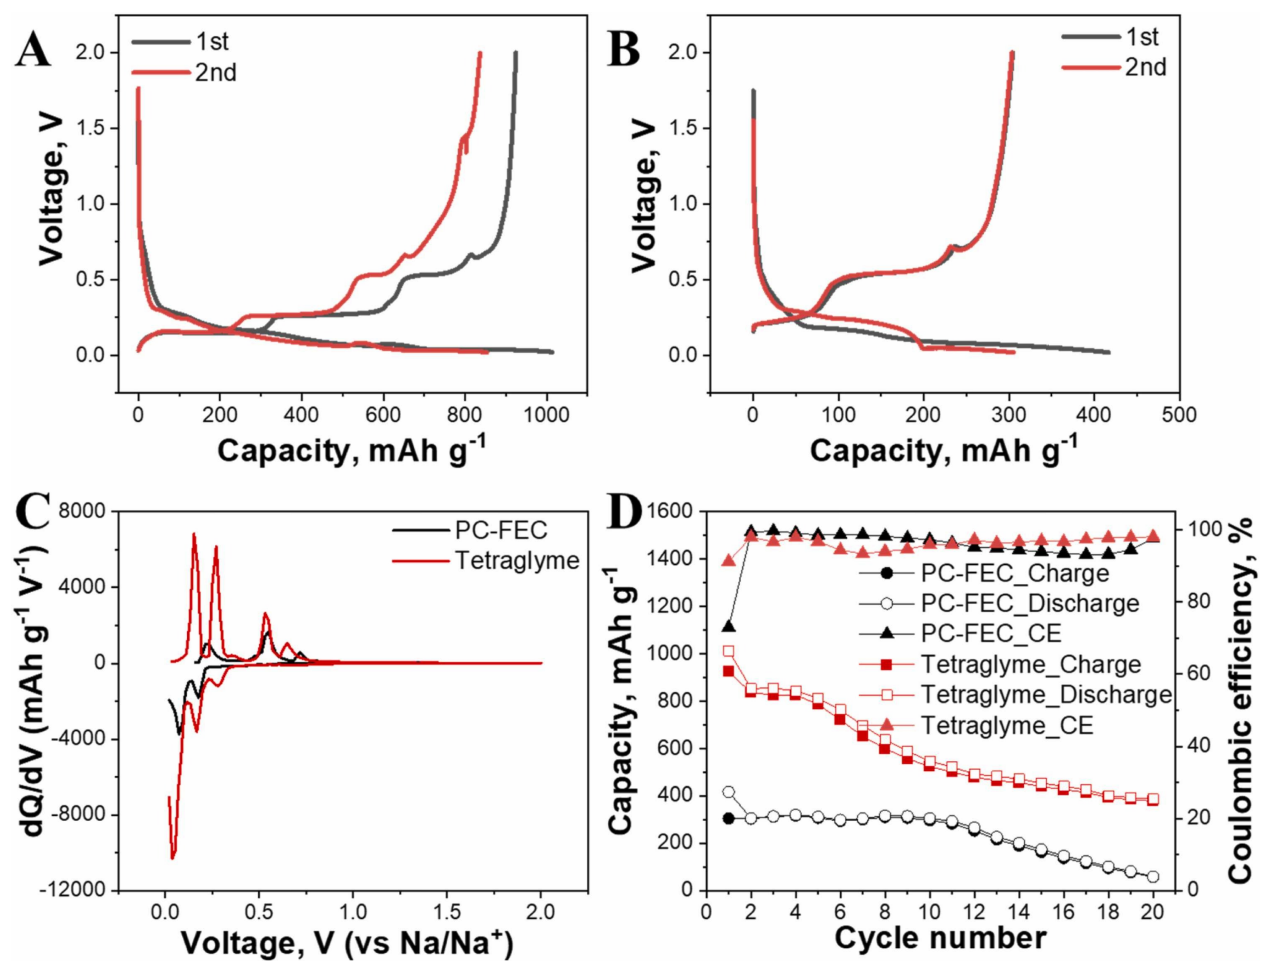 A
1st
2nd
2.0
1.5
1.0
0.5
0.0
Voltage, V
0 200 400 600 800 1000
Capacity, mAh g-1
B
1st
2nd
2.0
1.5
1.0
0.5
0.0
Voltage, V
0 100 200 300 400 500
Capacity, mAh g-1
C
PC-FEC
Tetraglyme
8000
4000
0
-4000
-8000
-12000
dQ/dV (mAh g-1 V-1)
0.0 0.5 1.0 1.5 2.0
Voltage, V (vs Na/Na+)
D
1600
1400
1200
1000
800
600
400
200
0
Capacity, mAh g-1
PC-FEC_Charge
PC-FEC_Discharge
PC-FEC_CE
Tetraglyme_Charge
Tetraglyme_Discharge
Tetraglyme_CE
100
80
60
40
20
0
Coulombic efficiency, %
0 2 4 6 8 10 12 14 16 18 20
Cycle number